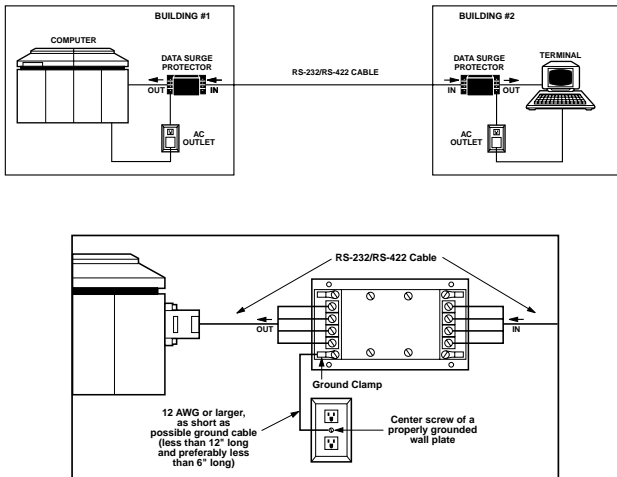 BUILDING #1
BUILDING #2
COMPUTER
DATA SURGE
PROTECTOR
OUT
IN
AC
OUTLET
RS-232/RS-422 CABLE
DATA SURGE
PROTECTOR
IN
OUT
TERMINAL
AC
OUTLET
RS-232/RS-422 Cable
OUT
IN
Ground Clamp
12 AWG or larger,
as short as
possible ground cable
(less than 12" long
and preferably less
than 6" long)
Center screw of a
properly grounded
wall plate